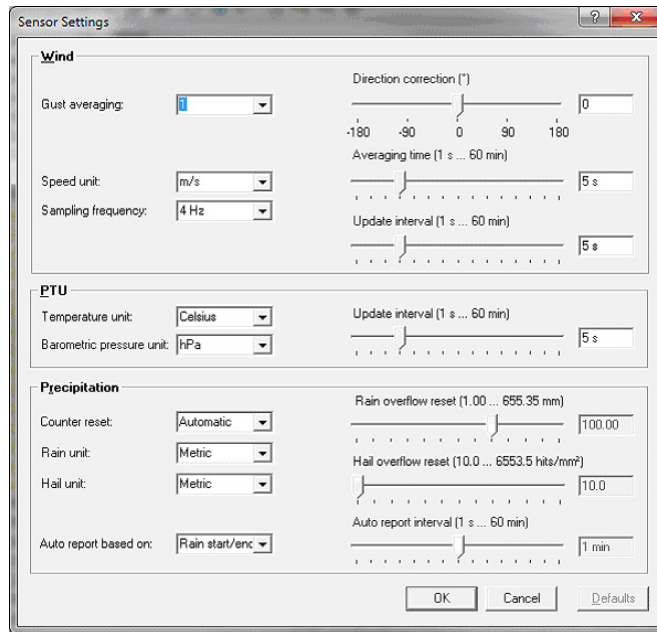 Sensor Settings
Wind
Direction correction (°)
Gust averaging: 1 0
-180 -90 0 90 180
Averaging time (1 s ... 60 min)
Speed unit: m/s 5 s
Sampling frequency: 4 Hz
Update interval (1 s ... 60 min)
5 s
PTU
Temperature unit: Celsius Update interval (1 s ... 60 min)
Barometric pressure unit: hPa 5 s
Precipitation
Rain overflow reset (1.00 ... 655.35 mm)
Counter reset: Automatic 100.00
Rain unit: Metric
Hail overflow reset (10.0 ... 6553.5 hits/mm²)
Hail unit: Metric 10.0
Auto report interval (1 s ... 60 min)
Auto report based on: Rain start/enc 1 min
OK Cancel Defaults